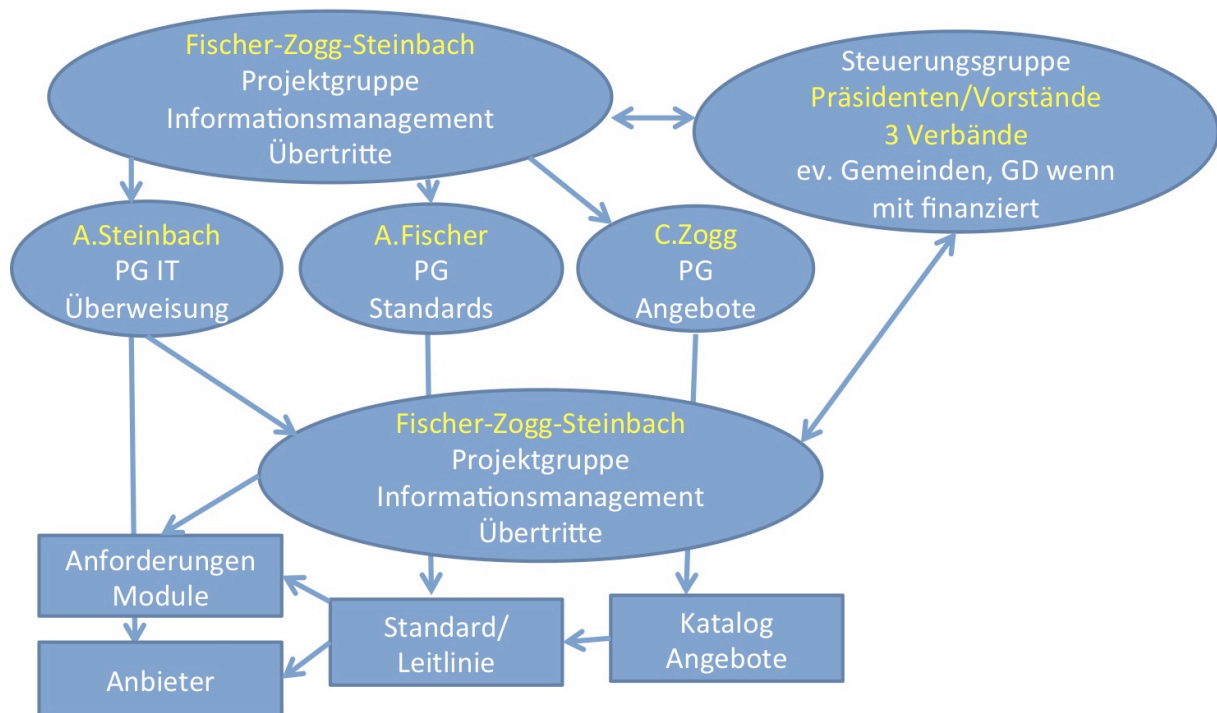 Fischer-Zogg-Steinbach
Projektgruppe
Informationsmanagement
Übertritte
Steuerungsgruppe
Präsidenten/Vorstände
3 Verbände
ev. Gemeinden, GD wenn
mit finanziert
A.Steinbach
PG IT
Überweisung
A.Fischer
PG
Standards
C.Zogg
PG
Angebote
Fischer-Zogg-Steinbach
Projektgruppe
Informationsmanagement
Übertritte
Anforderungen
Module
Anbieter
Standard/
Leitlinie
Katalog
Angebote